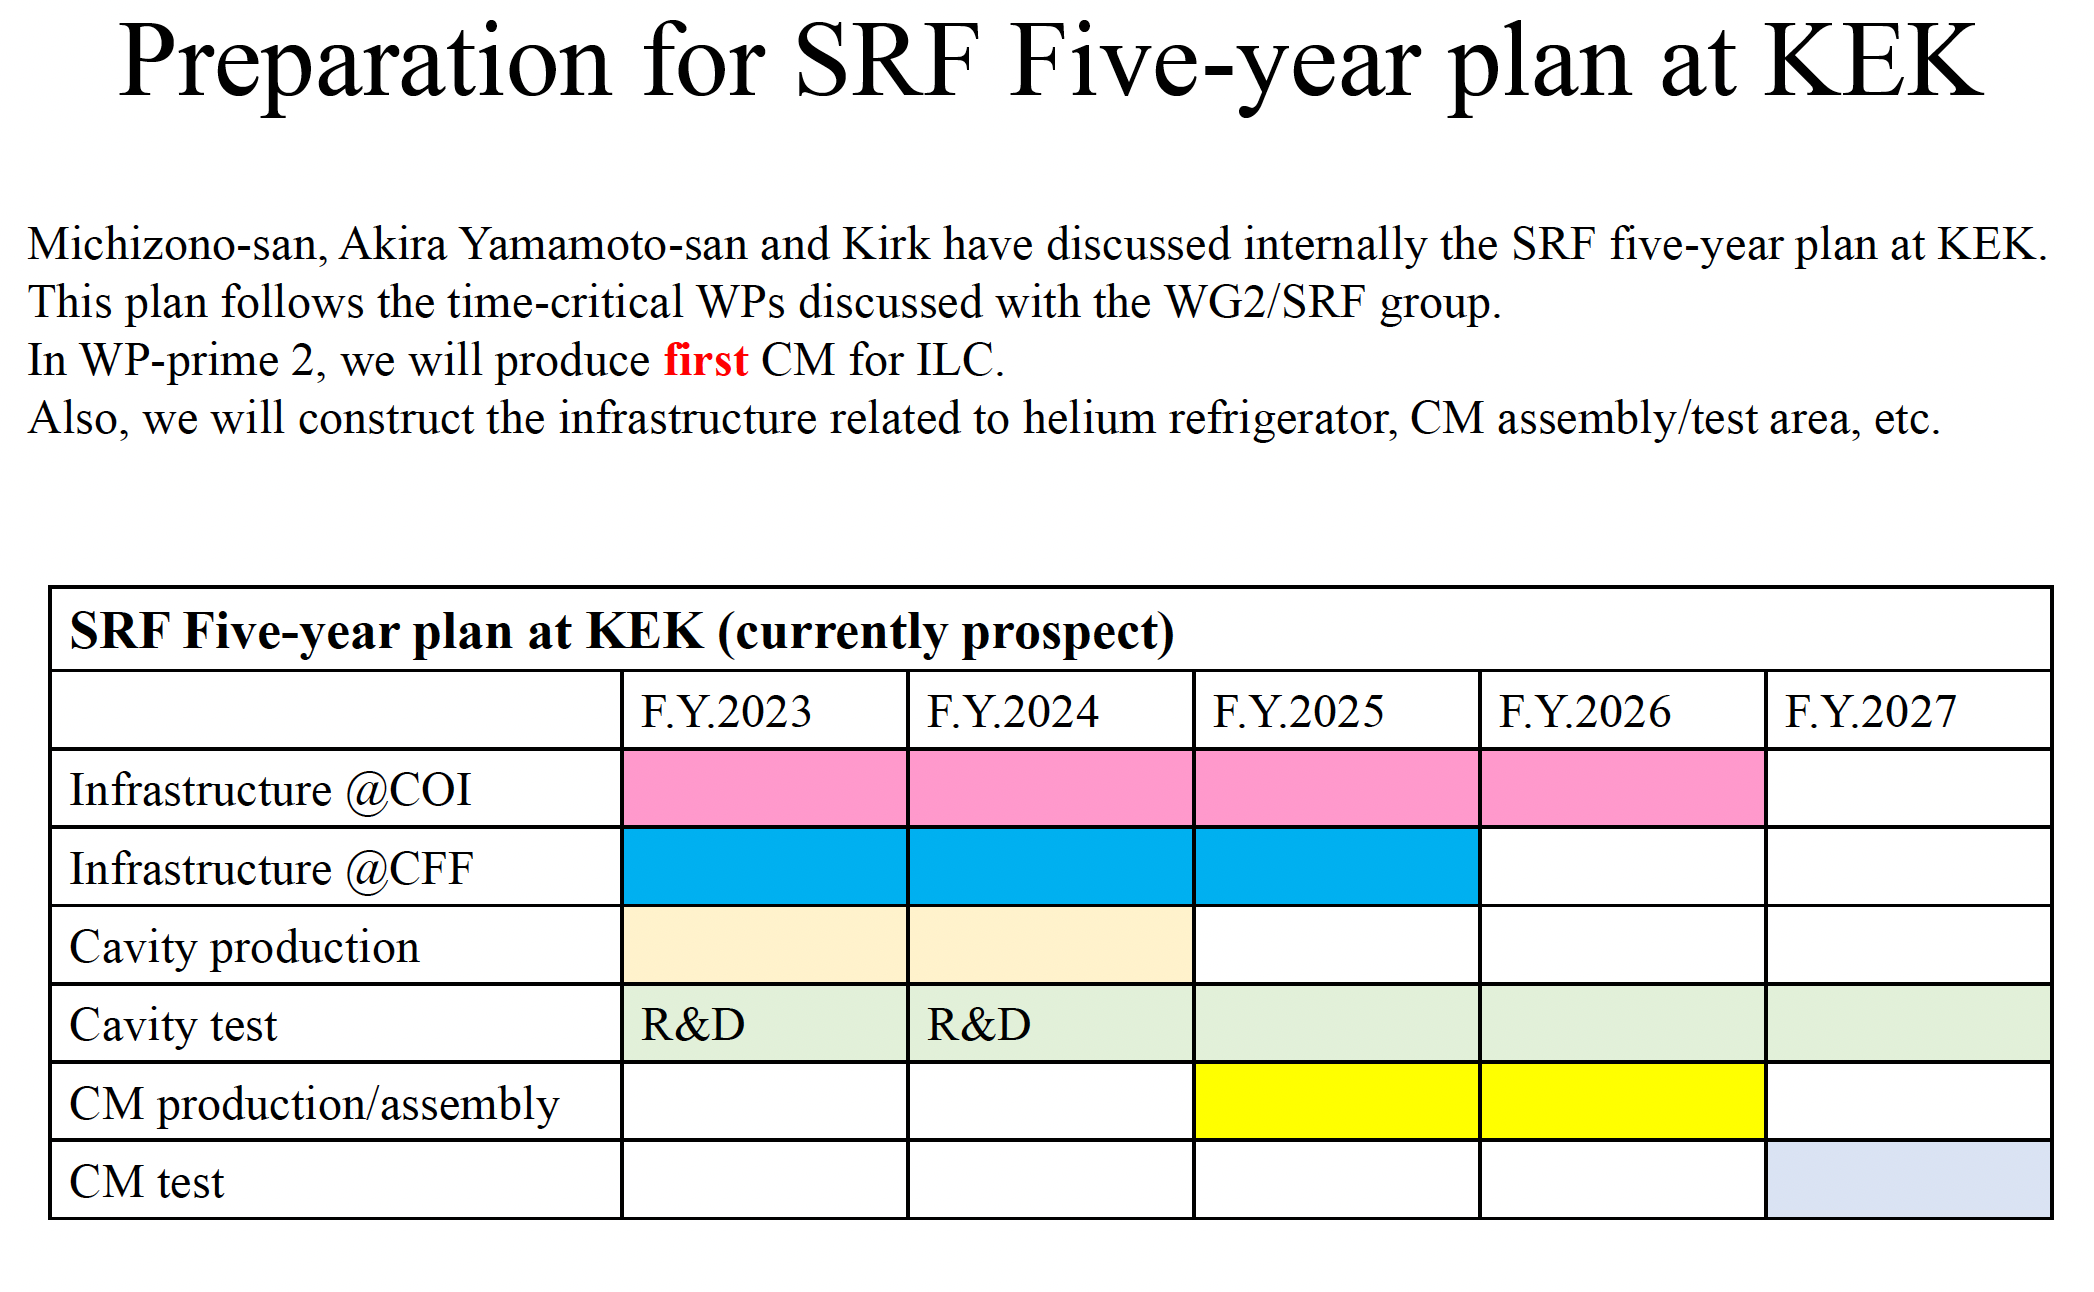 Preparation for SRF Five-year plan at KEK
Michizono-san, Akira Yamamoto-san and Kirk have discussed internally the SRF five-year plan at KEK.
This plan follows the time-critical WPs discussed with the WG2/SRF group.
In WP-prime 2, we will produce first CM for ILC.
Also, we will construct the infrastructure related to helium refrigerator, CM assembly/test area, etc.
SRF Five-year plan at KEK (currently prospect)
F.Y.2023 F.Y.2024 F.Y.2025 F.Y.2026 F.Y.2027
Infrastructure @COI
Infrastructure @CFF
Cavity production
Cavity test R&D R&D
CM production/assembly
CM test